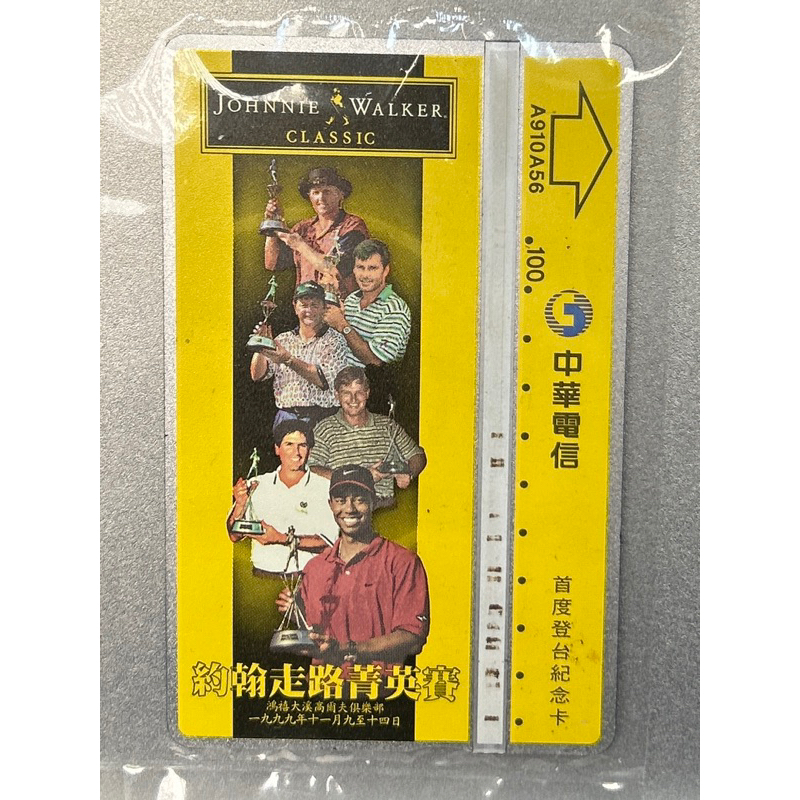 JOHNNIE WALKER
CLASSIC
約翰走路菁英賽
鴻禧大溪高爾夫俱樂部
一九九九年十一月九至十四日
A910A56
100
中華電信
首度登台紀念卡